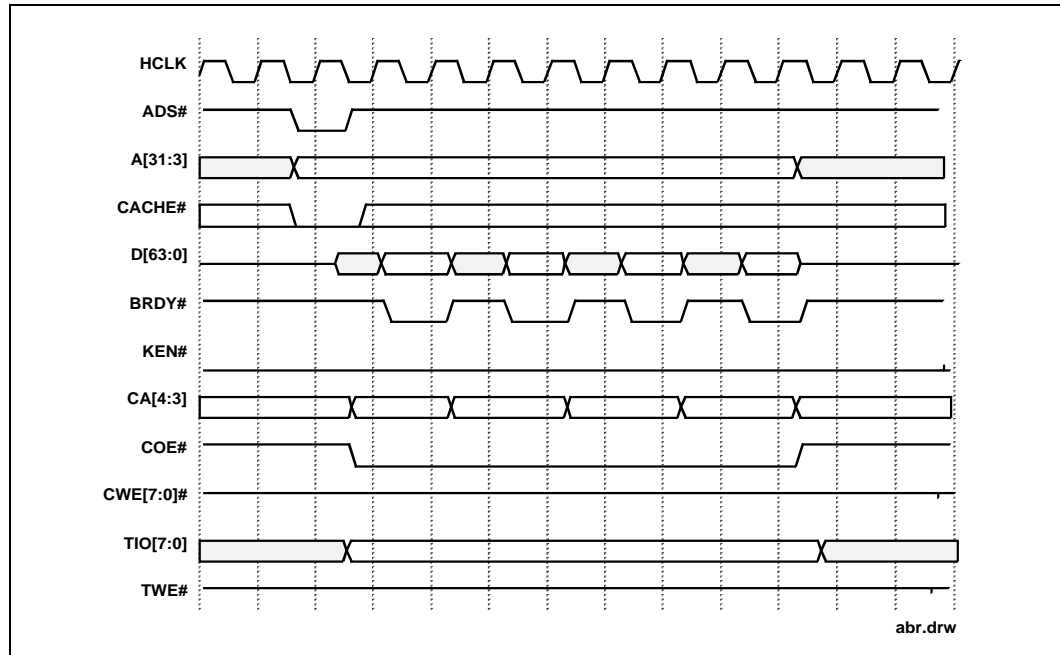 HCLK
ADS#
A[31:3]
CACHE#
D[63:0]
BRDY#
KEN#
CA[4:3]
COE#
CWE[7:0]#
TIO[7:0]
TWE#
abr.drw